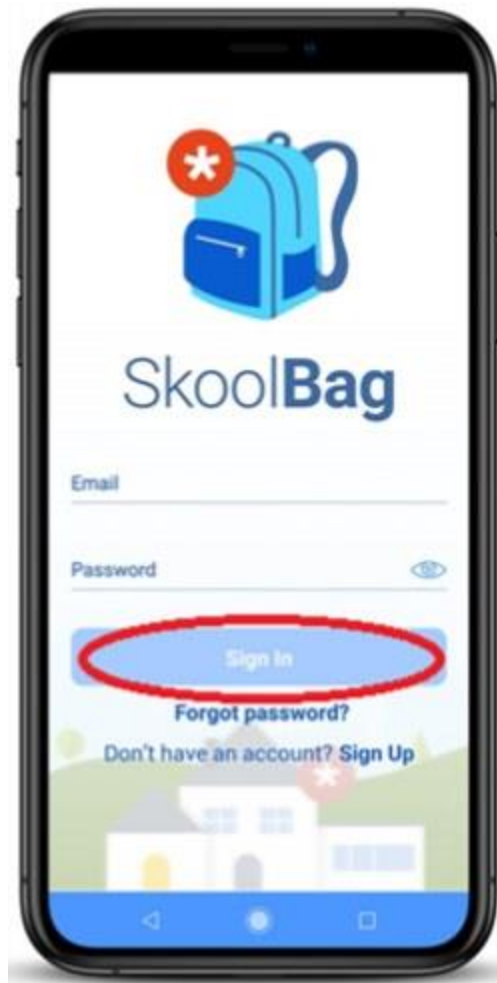 SkoolBag
Email
Password
Sign In
Forgot password?
Don't have an account? Sign Up